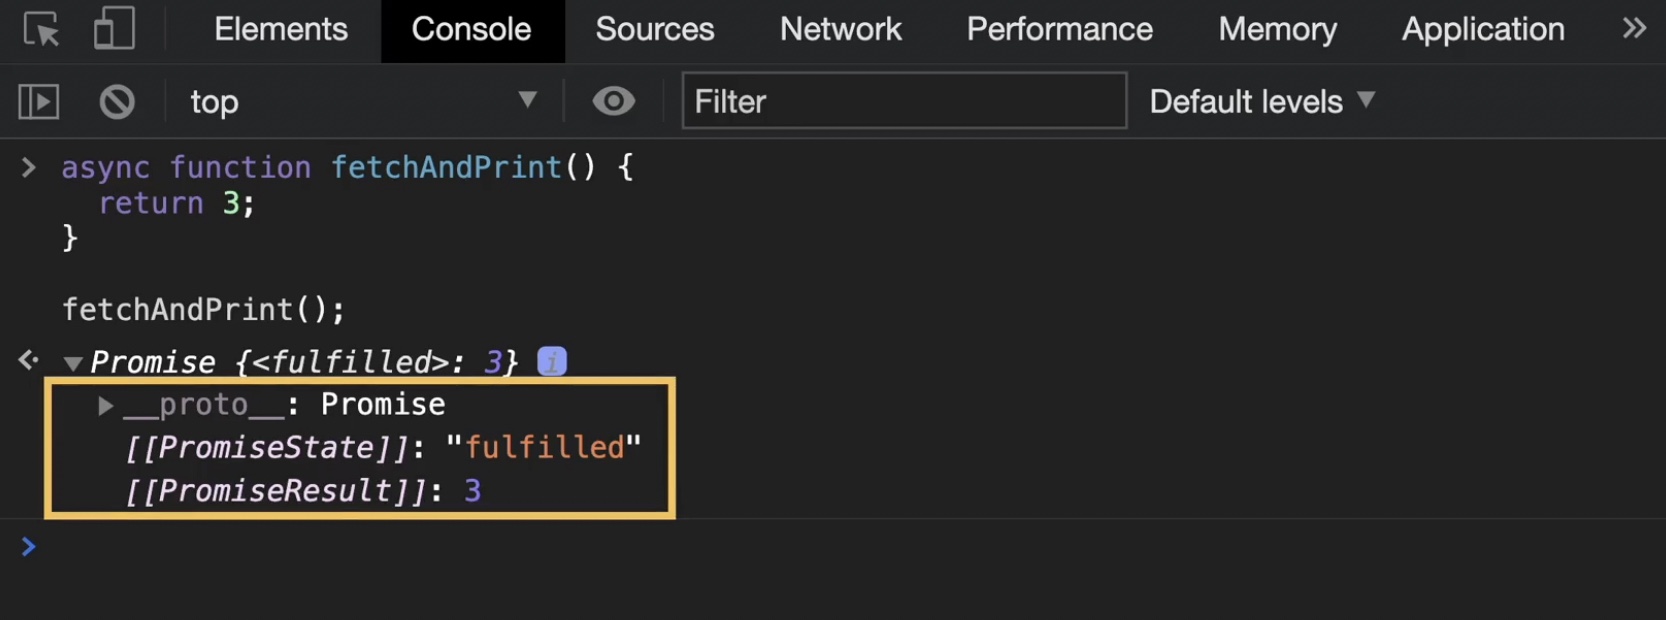 Elements Console Sources Network Performance Memory Application »
top Filter Default levels
> async function fetchAndPrint() {
return 3;
}
fetchAndPrint();
Promise {<fulfilled>: 3} i
__proto__: Promise
[[PromiseState]]: "fulfilled"
[[PromiseResult]]: 3
>